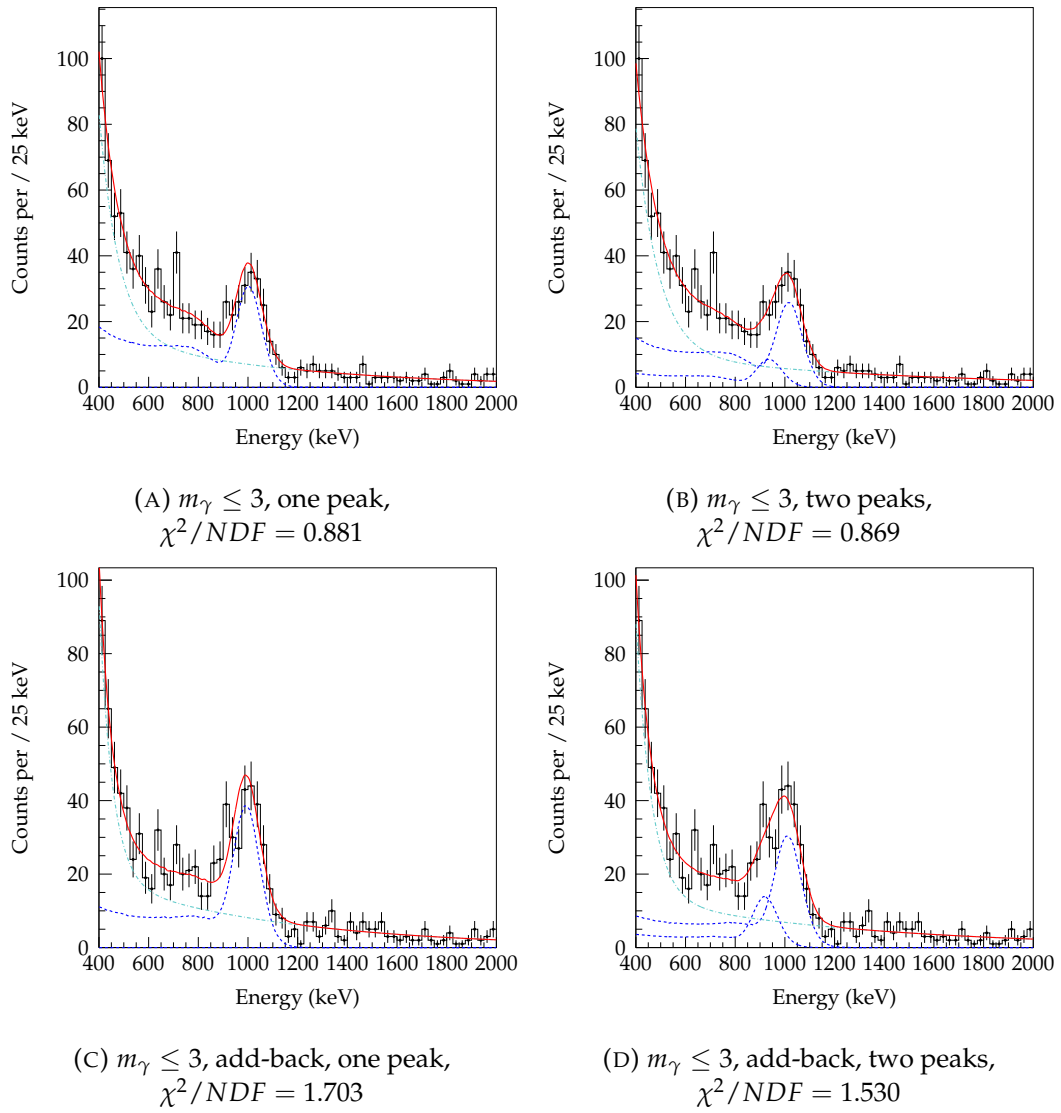 Counts per / 25 keV
100
80
60
40
20
0
400 600 800 1000 1200 1400 1600 1800 2000
Energy (keV)
(A) mγ ≤ 3, one peak,
χ²/NDF = 0.881
Counts per / 25 keV
100
80
60
40
20
0
400 600 800 1000 1200 1400 1600 1800 2000
Energy (keV)
(B) mγ ≤ 3, two peaks,
χ²/NDF = 0.869
Counts per / 25 keV
100
80
60
40
20
0
400 600 800 1000 1200 1400 1600 1800 2000
Energy (keV)
(C) mγ ≤ 3, add-back, one peak,
χ²/NDF = 1.703
Counts per / 25 keV
100
80
60
40
20
0
400 600 800 1000 1200 1400 1600 1800 2000
Energy (keV)
(D) mγ ≤ 3, add-back, two peaks,
χ²/NDF = 1.530